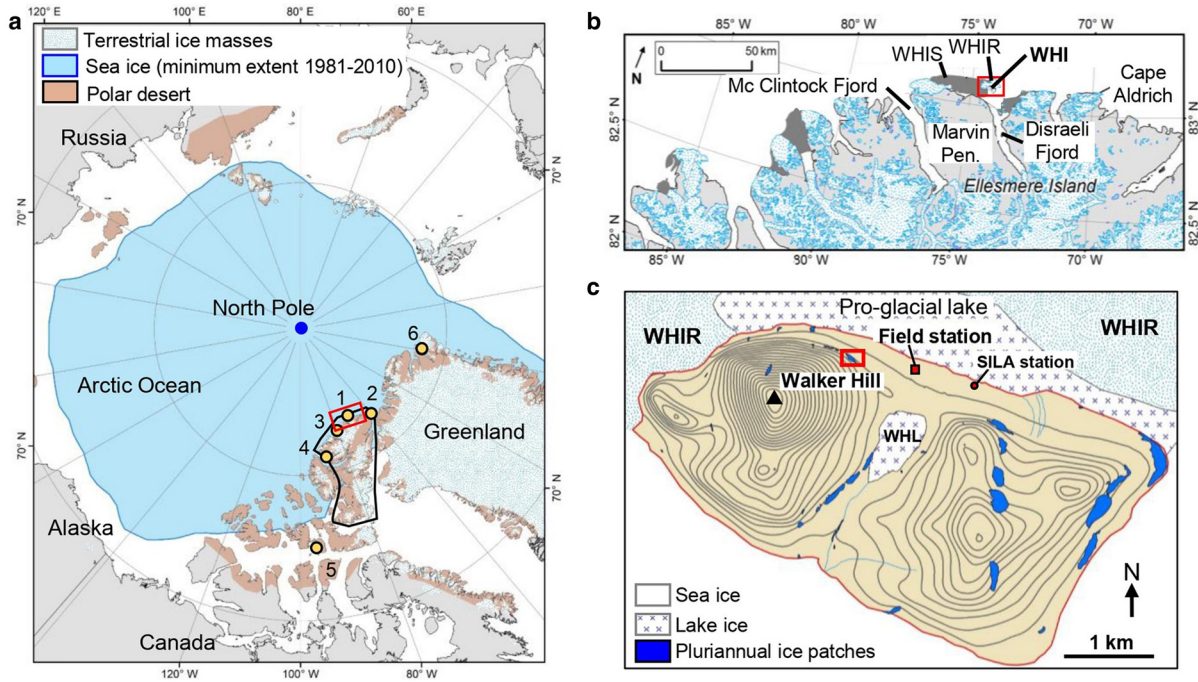 a
120° E
100° E
80° E
60° E
Terrestrial ice masses
Sea ice (minimum extent 1981-2010)
Polar desert
Russia
70° N
70° N
North Pole
6
Arctic Ocean
1
2
3
4
Greenland
70° N
70° N
Alaska
5
Canada
120° W
100° W
80° W
b
85° W
80° W
75° W
70° W
0
50 km
N
WHIS
WHIR
WHI
Mc Clintock Fjord
Cape
Aldrich
82.5° N
83° N
Marvin
Pen.
Disraeli
Fjord
Ellesmere Island
82° N
82.5° N
85° W
90° W
75° W
70° W
c
Pro-glacial lake
WHIR
WHIR
Field station
SILA station
Walker Hill
WHL
Sea ice
Lake ice
Pluriannual ice patches
N
1 km